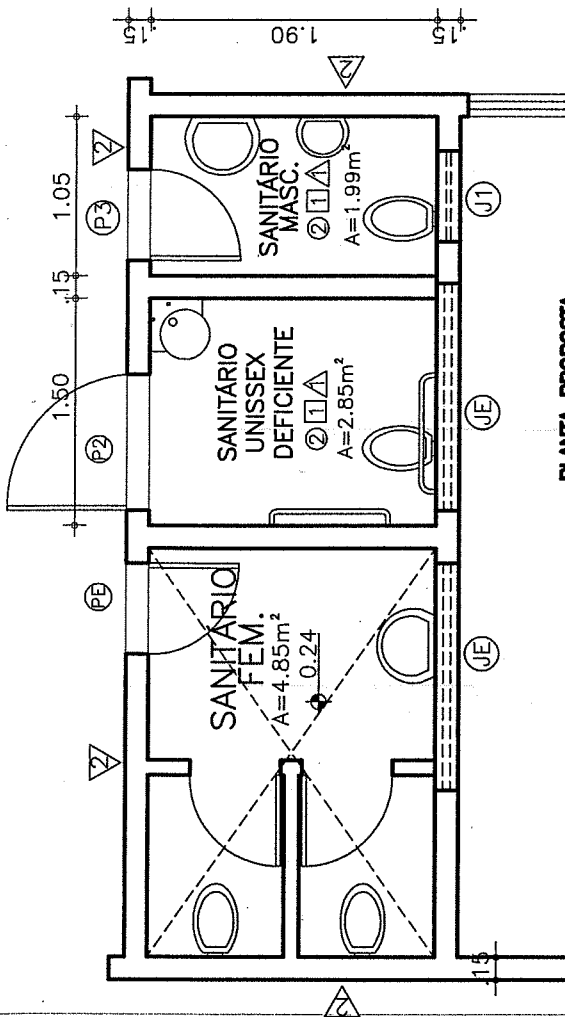 .15
1.90
.15
2
2
P3
1.05
SANITÁRIO
MASC.
2 1 1
A=1.99m²
J1
.15
1.50
P2
SANITÁRIO
UNISSEX
DEFICIENTE
2 1 1
A=2.85m²
JE
PE
SANITÁRIO
FEM.
A=4.85m²
0.24
JE
2
.15
2